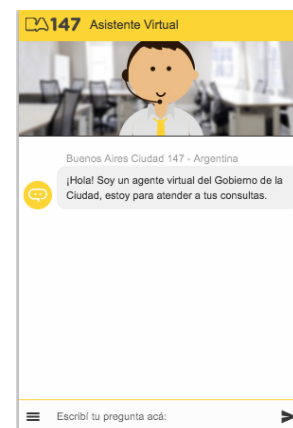 BA147 Asistente Virtual
Buenos Aires Ciudad 147 - Argentina
¡Hola! Soy un agente virtual del Gobierno de la
Ciudad, estoy para atender a tus consultas.
Escribí tu pregunta acá: